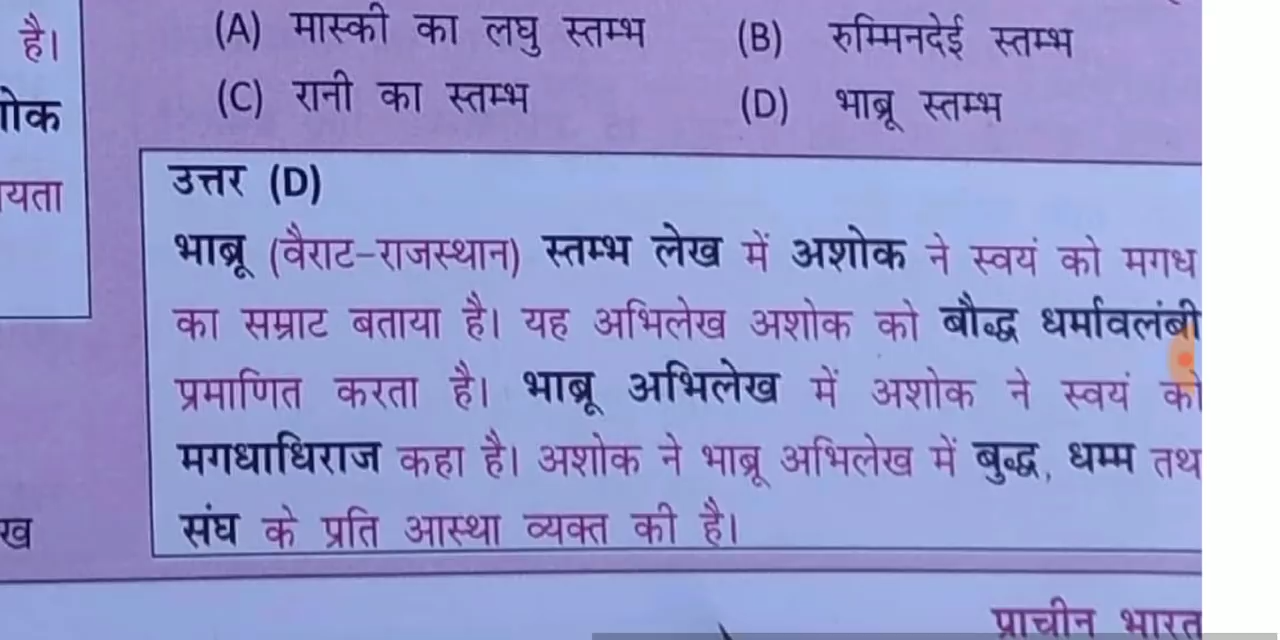 है।
ोक
यता
ख
(A) मास्की का लघु स्तम्भ (B) रुम्मिनदेई स्तम्भ
(C) रानी का स्तम्भ (D) भाब्रू स्तम्भ
उत्तर (D)
भाब्रू (वैराट-राजस्थान) स्तम्भ लेख में अशोक ने स्वयं को मगध
का सम्राट बताया है। यह अभिलेख अशोक को बौद्ध धर्मावलंबी
प्रमाणित करता है। भाब्रू अभिलेख में अशोक ने स्वयं को
मगधाधिराज कहा है। अशोक ने भाब्रू अभिलेख में बुद्ध, धम्म तथ
संघ के प्रति आस्था व्यक्त की है।
प्राचीन भारत